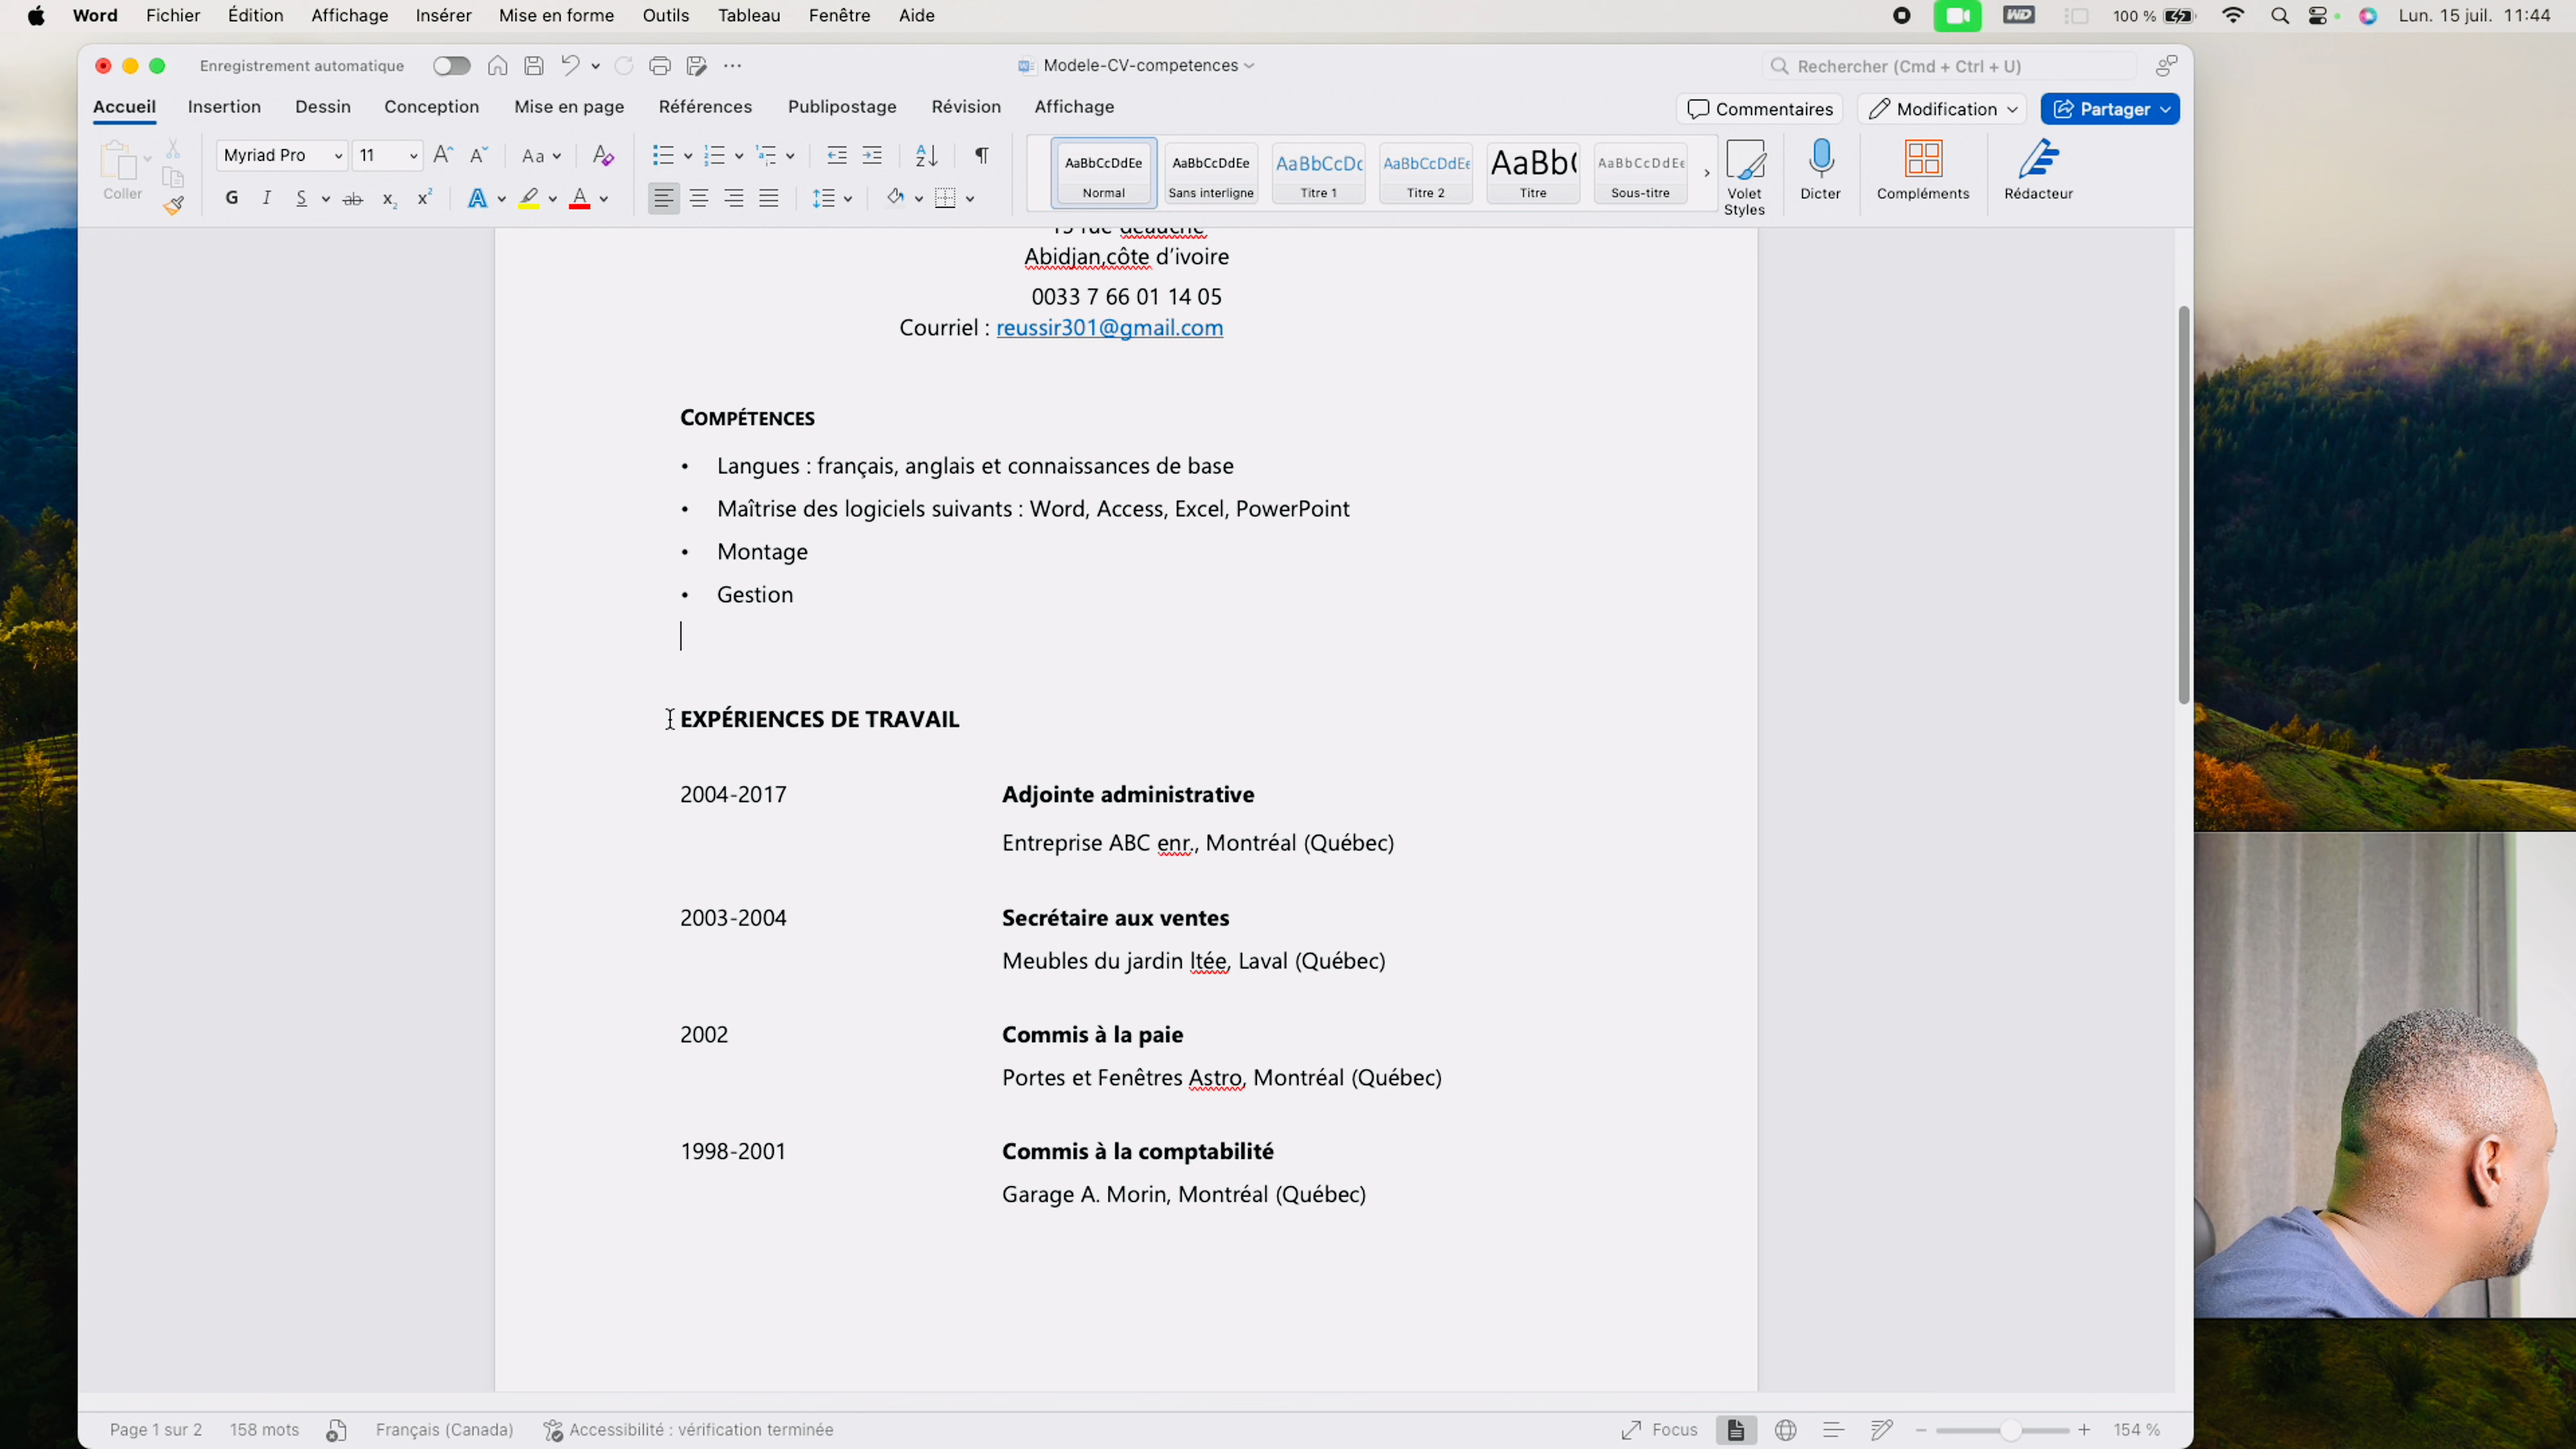 Word Fichier Édition Affichage Insérer Mise en forme Outils Tableau Fenêtre Aide
WD 100 % Lun. 15 juil. 11:44
Enregistrement automatique
Modele-CV-competences
Rechercher (Cmd + Ctrl + U)
Accueil Insertion Dessin Conception Mise en page Références Publipostage Révision Affichage
Commentaires Modification Partager
Coller
Myriad Pro 11
AaBbCcDdEe
Normal
AaBbCcDdEe
Sans interligne
AaBbCcDc
Titre 1
AaBbCcDdEe
Titre 2
AaBb(
Titre
AaBbCcDdEe
Sous-titre
Volet
Styles
Dicter
Compléments
Rédacteur
Abidjan,côte d’ivoire
0033 7 66 01 14 05
Courriel : reussir301@gmail.com
COMPÉTENCES
• Langues : français, anglais et connaissances de base
• Maîtrise des logiciels suivants : Word, Access, Excel, PowerPoint
• Montage
• Gestion
EXPÉRIENCES DE TRAVAIL
2004-2017 Adjointe administrative
Entreprise ABC enr., Montréal (Québec)
2003-2004 Secrétaire aux ventes
Meubles du jardin ltée, Laval (Québec)
2002 Commis à la paie
Portes et Fenêtres Astro, Montréal (Québec)
1998-2001 Commis à la comptabilité
Garage A. Morin, Montréal (Québec)
Page 1 sur 2 158 mots Français (Canada) Accessibilité : vérification terminée
Focus 154 %